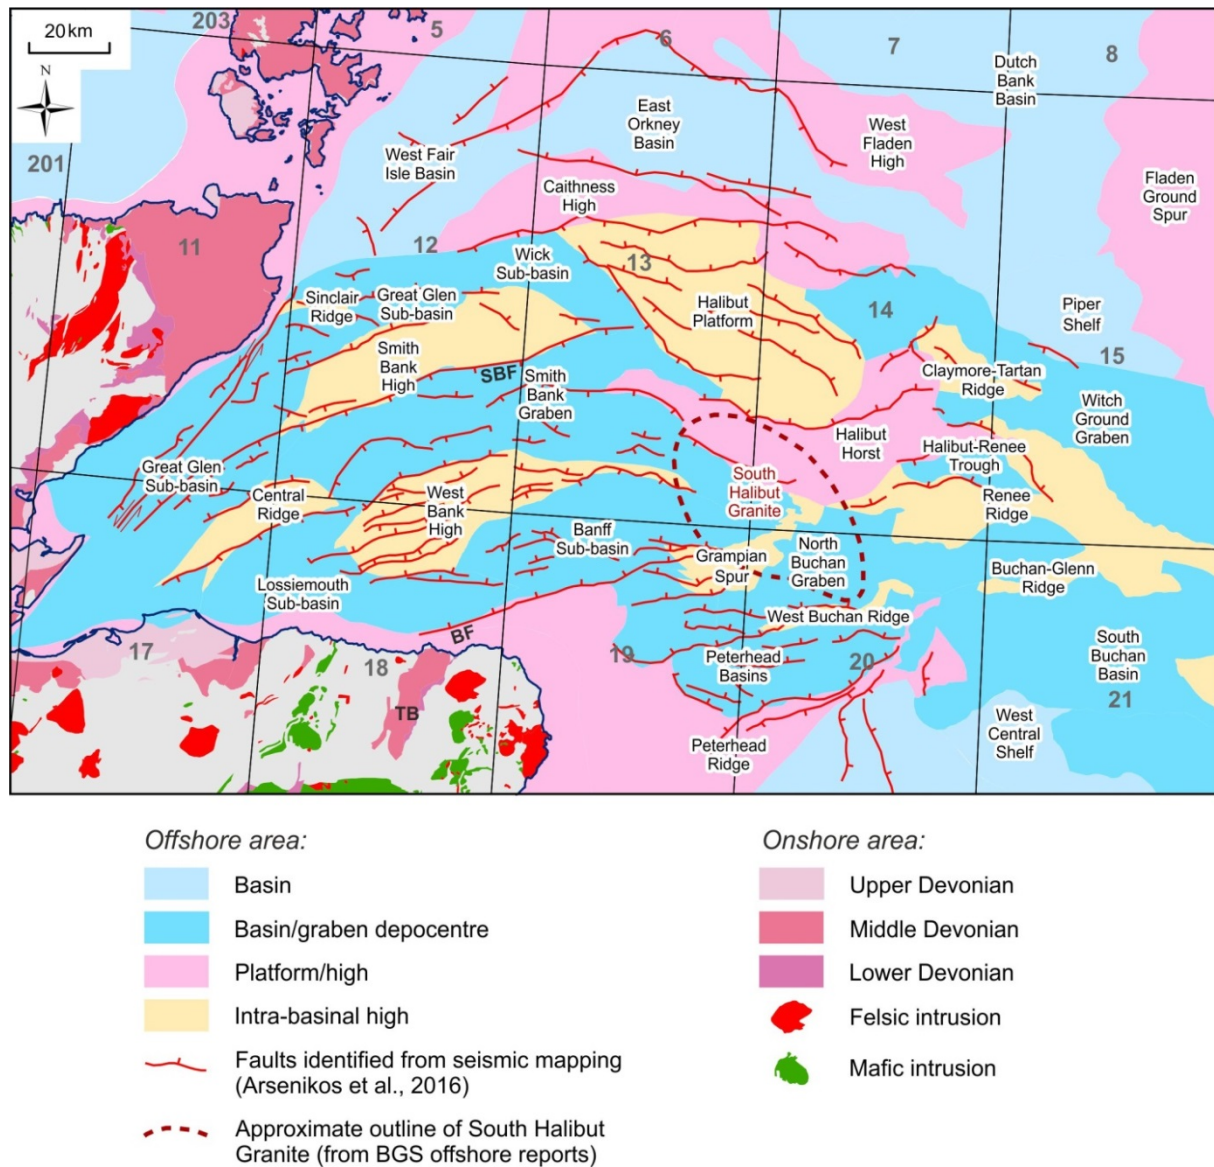 203
5
6
7
8
20 km
N
Dutch
Bank
Basin
East
Orkney
Basin
West
Fladen
High
West Fair
Isle Basin
201
Fladen
Ground
Spur
Caithness
High
11
12
Wick
Sub-basin
13
Sinclair
Ridge
Great Glen
Sub-basin
Halibut
Platform
14
Piper
Shelf
15
Smith
Bank
High
SBF
Smith
Bank
Graben
Claymore-Tartan
Ridge
Witch
Ground
Graben
Halibut
Horst
Halibut-Renee
Trough
Great Glen
Sub-basin
Central
Ridge
West
Bank
High
South
Halibut
Granite
Renee
Ridge
Banff
Sub-basin
Grampian
Spur
North
Buchan
Graben
Buchan-Glenn
Ridge
Lossiemouth
Sub-basin
West Buchan Ridge
BF
17
18
19
Peterhead
Basins
20
South
Buchan
Basin
21
TB
West
Central
Shelf
Peterhead
Ridge
Offshore area:
Basin
Basin/graben depocentre
Platform/high
Intra-basinal high
Faults identified from seismic mapping
(Arsenikos et al., 2016)
Approximate outline of South Halibut
Granite (from BGS offshore reports)
Onshore area:
Upper Devonian
Middle Devonian
Lower Devonian
Felsic intrusion
Mafic intrusion